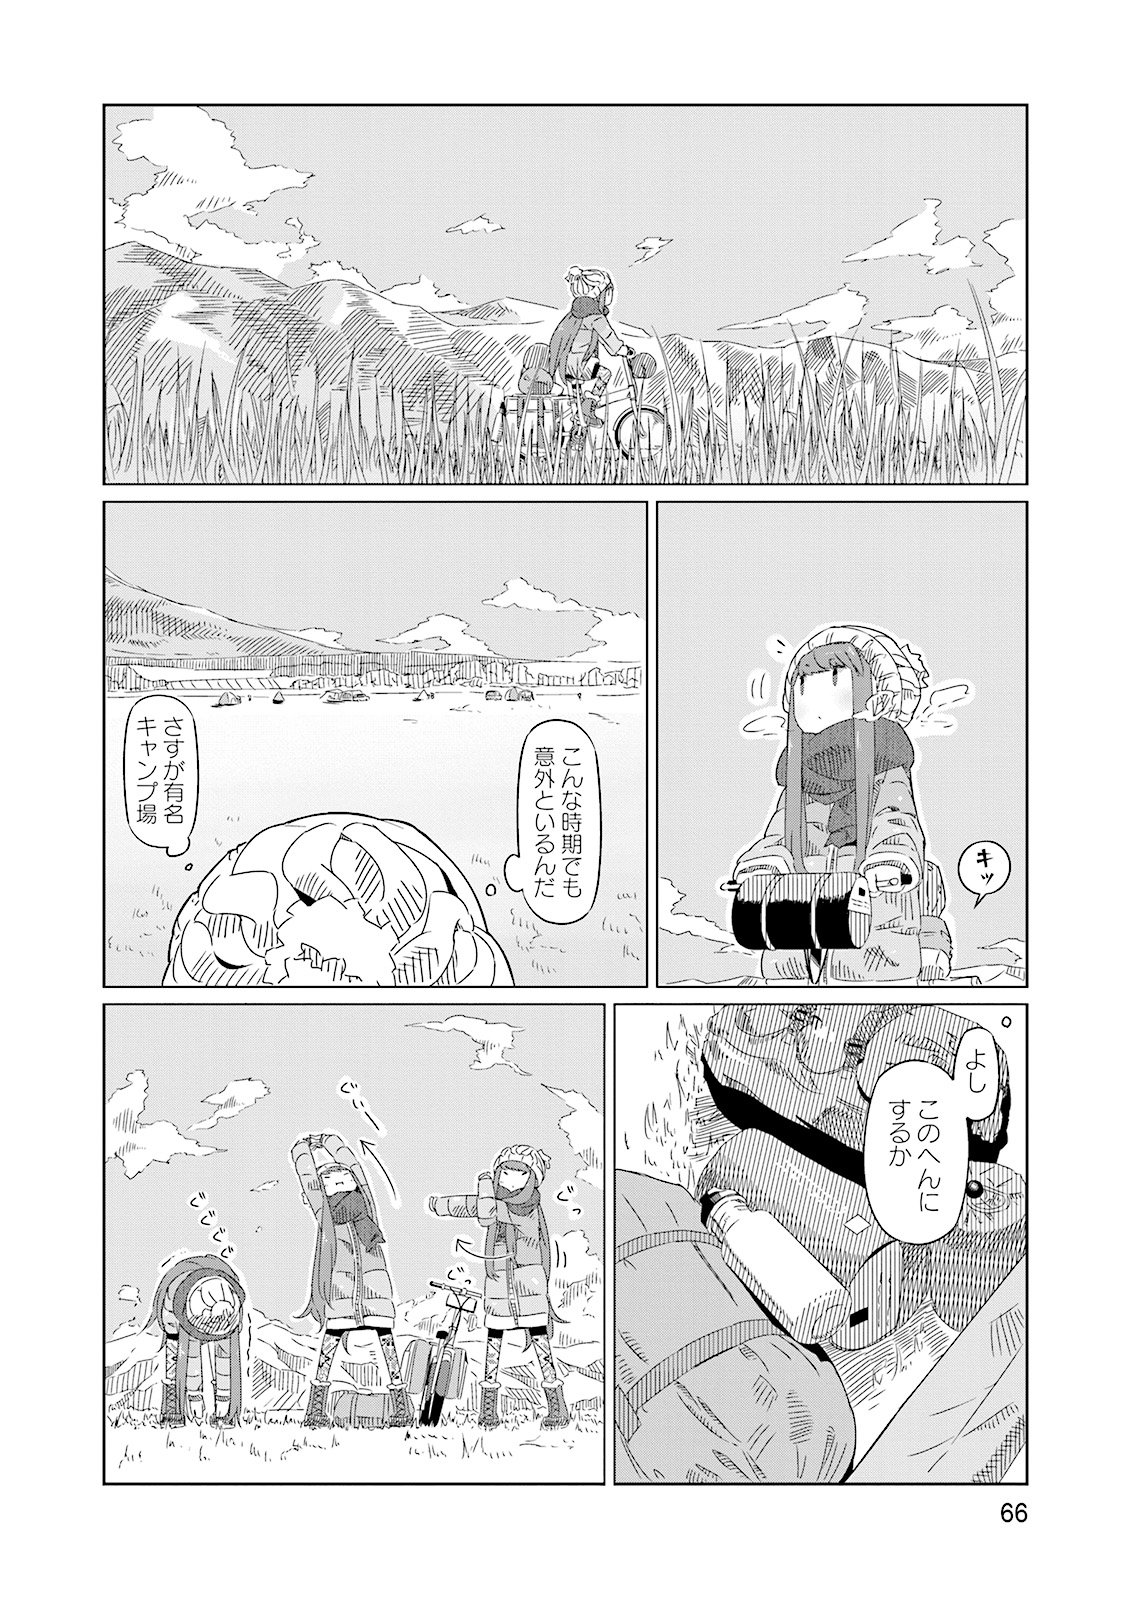 キッ
こんな時期でも
意外といるんだ
さすが有名
キャンプ場
よし
このへんに
するか
ぐっ
ぐっ
ぐいー
ぐぐぐぐ
66